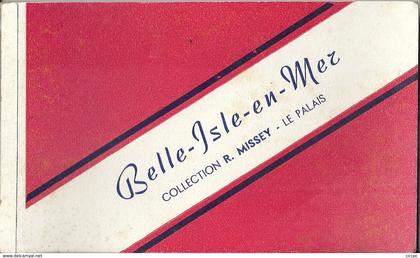 Belle-Isle-en-Mer
COLLECTION R. MISSEY - LE PALAIS